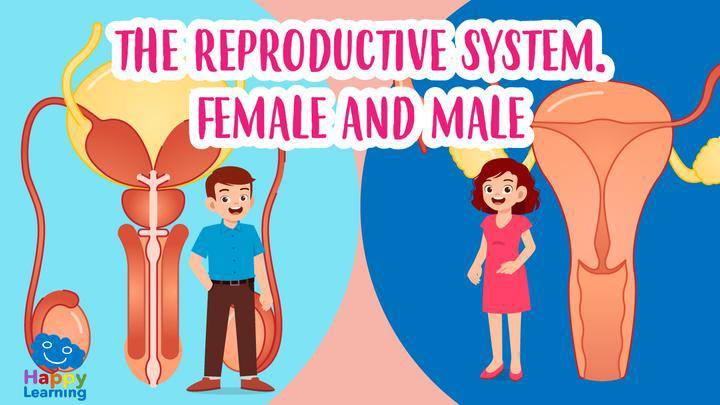 THE REPRODUCTIVE SYSTEM.
FEMALE AND MALE
Happy
Learning